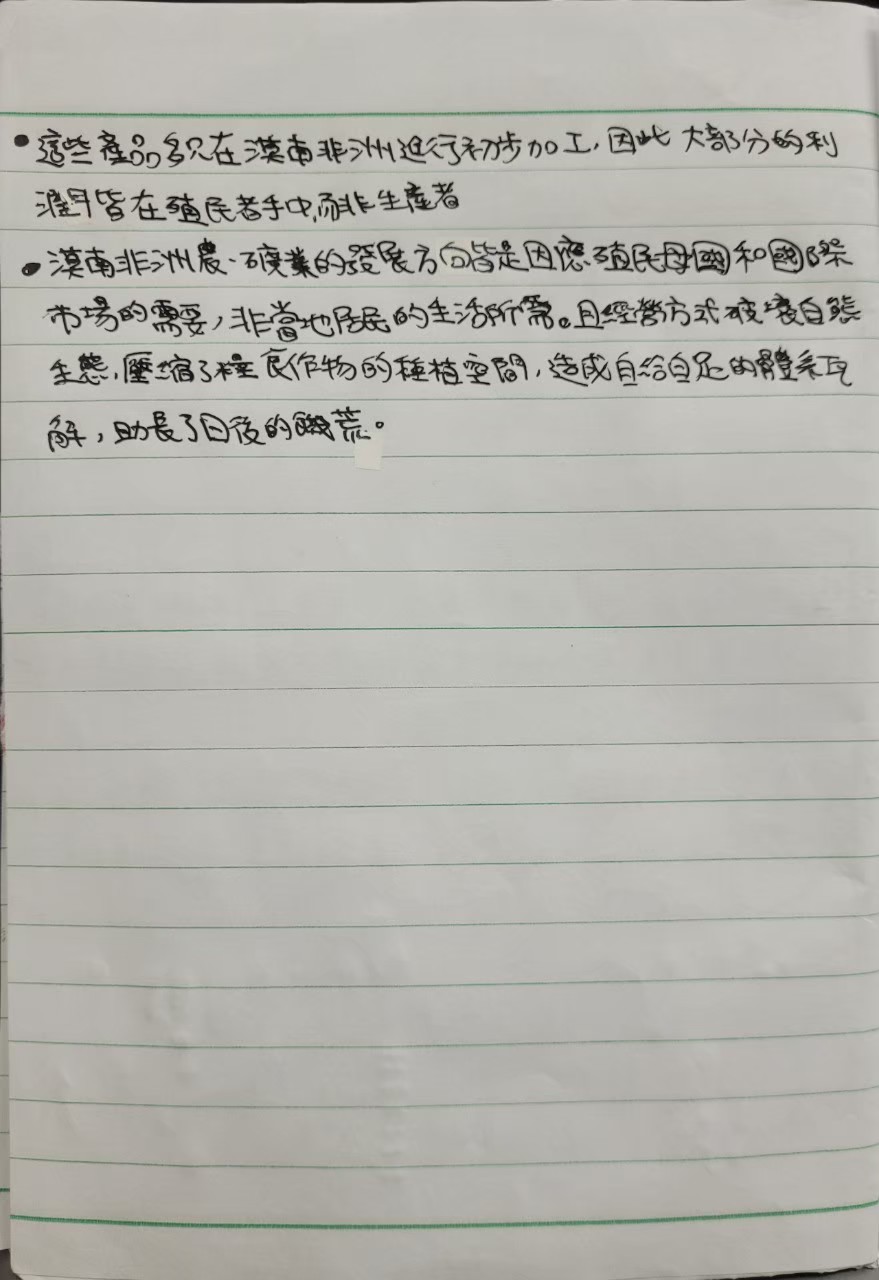 • 這些產品多只在漠南非洲進行初步加工，因此大部分的利
潤皆在殖民者手中，而非生產者
• 漠南非洲農、礦業的發展方向皆是因應殖民母國和國際
市場的需要，非當地居民的生活所需。且經營方式破壞自態
生態，壓縮了糧食作物的種植空間，造成自給自足的體系瓦
解，助長了日後的饑荒。